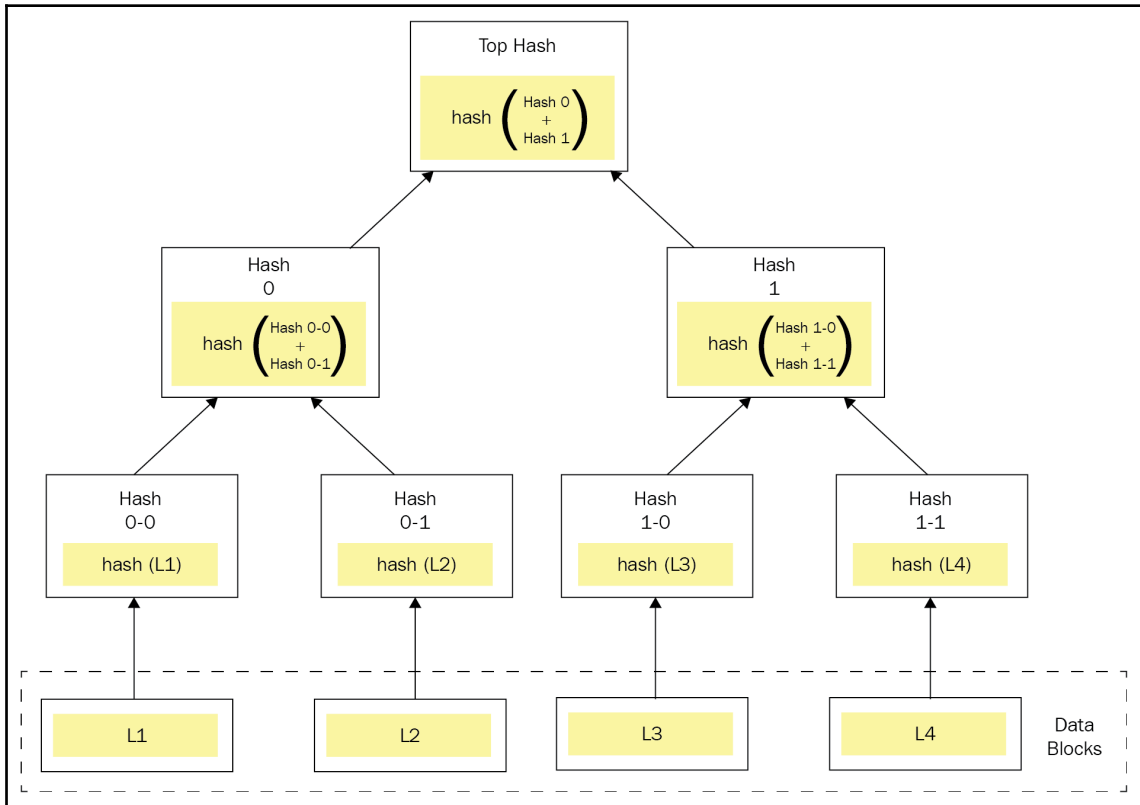 Top Hash
Hash 0
hash ( + )
Hash 1
Hash
0
Hash 0-0
hash ( + )
Hash 0-1
Hash
1
Hash 1-0
hash ( + )
Hash 1-1
Hash
0-0
hash (L1)
Hash
0-1
hash (L2)
Hash
1-0
hash (L3)
Hash
1-1
hash (L4)
L1
L2
L3
L4
Data
Blocks